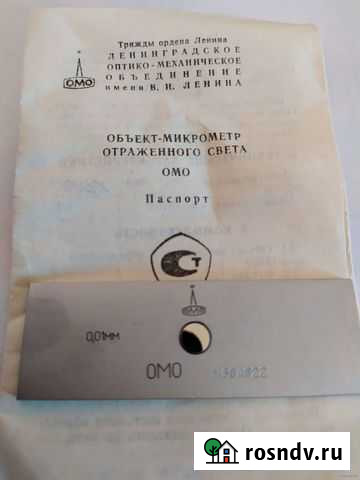 Трижды ордена Ленина
ЛЕНИНГРАДСКОЕ
ОПТИКО-МЕХАНИЧЕСКОЕ
ОБЪЕДИНЕНИЕ
имени В. И. ЛЕНИНА
ОМО
ОБЪЕКТ-МИКРОМЕТР
ОТРАЖЕННОГО СВЕТА
ОМО
Паспорт
0,01мм
ОМО
rosndv.ru